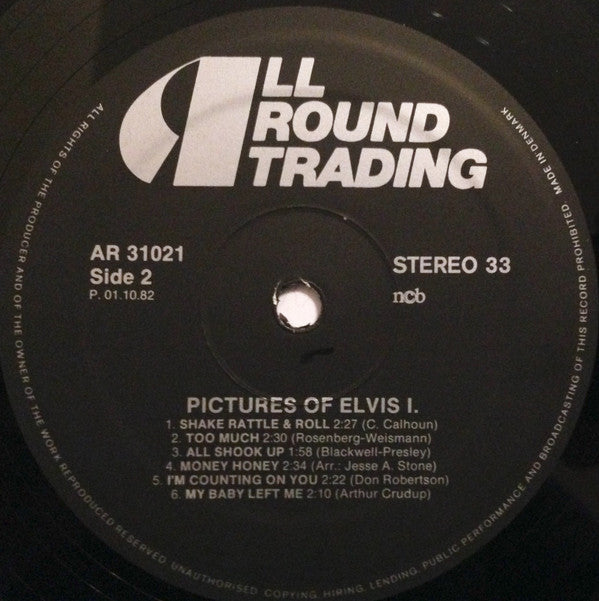 ALL
ROUND
TRADING
AR 31021
Side 2
P. 01.10.82
STEREO 33
ncb
PICTURES OF ELVIS I.
1. SHAKE RATTLE & ROLL 2:27 (C. Calhoun)
2. TOO MUCH 2:30 (Rosenberg-Weismann)
3. ALL SHOOK UP 1:58 (Blackwell-Presley)
4. MONEY HONEY 2:34 (Arr.: Jesse A. Stone)
5. I'M COUNTING ON YOU 2:22 (Don Robertson)
6. MY BABY LEFT ME 2:10 (Arthur Crudup)
ALL RIGHTS OF THE PRODUCER AND OF THE OWNER OF THE WORK REPRODUCED RESERVED. UNAUTHORISED COPYING, HIRING, LENDING, PUBLIC PERFORMANCE AND BROADCASTING OF THIS RECORD PROHIBITED. MADE IN DENMARK